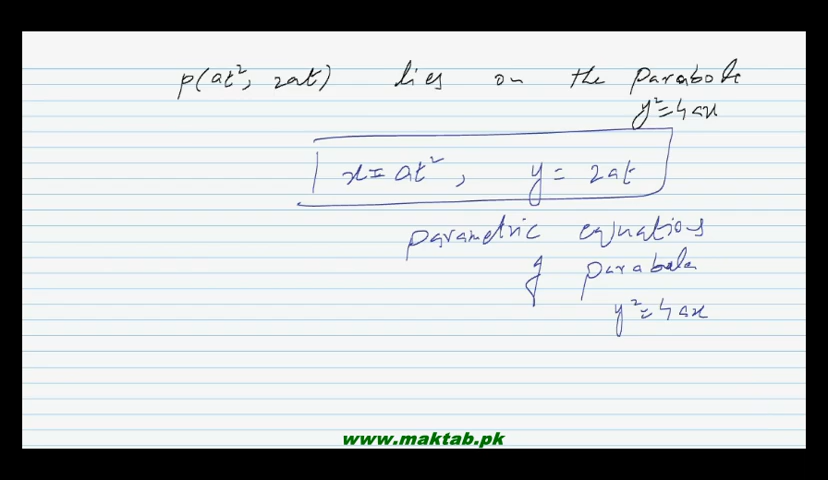 P(at², 2at) lies on the Parabola
y² = 4ax
x = at², y = 2at
parametric equations
of parabola
y² = 4ax
www.maktab.pk